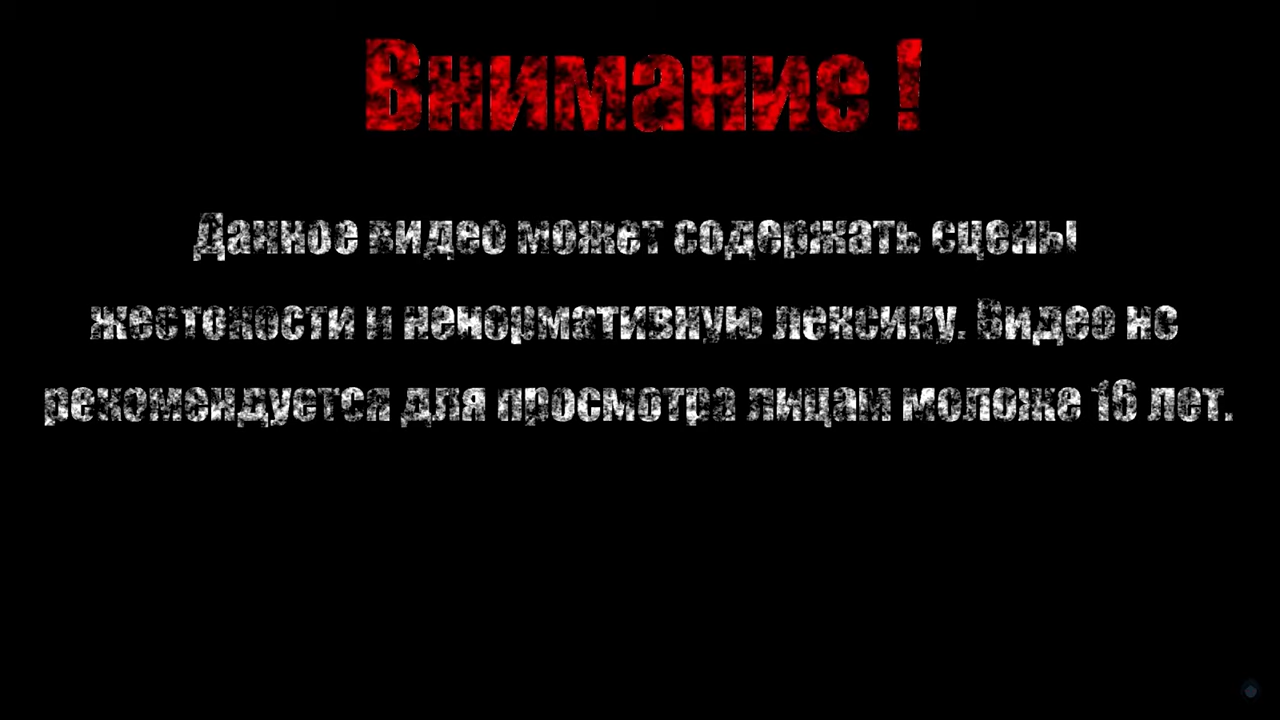 Внимание !
Данное видео может содержать сцены
жестокости и ненормативную лексику. Видео не
рекомендуется для просмотра лицам моложе 16 лет.